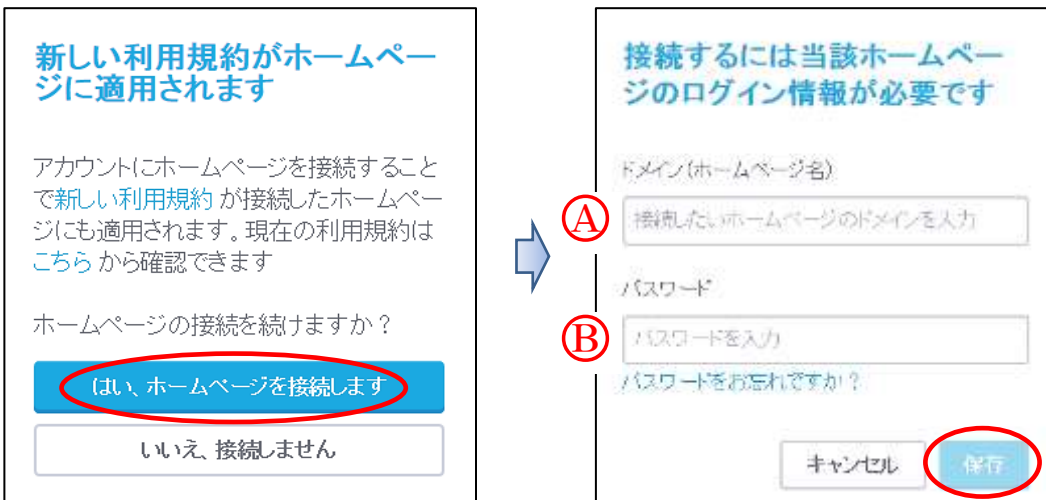 新しい利用規約がホームペー
ジに適用されます
アカウントにホームページを接続すること
で新しい利用規約 が接続したホームペー
ジにも適用されます。現在の利用規約は
こちら から確認できます
ホームページの接続を続けますか？
はい、ホームページを接続します
いいえ、接続しません
接続するには当該ホームペー
ジのログイン情報が必要です
ドメイン(ホームページ名)
A
接続したいホームページのドメインを入力
パスワード
B
パスワードを入力
パスワードをお忘れですか？
キャンセル
保存